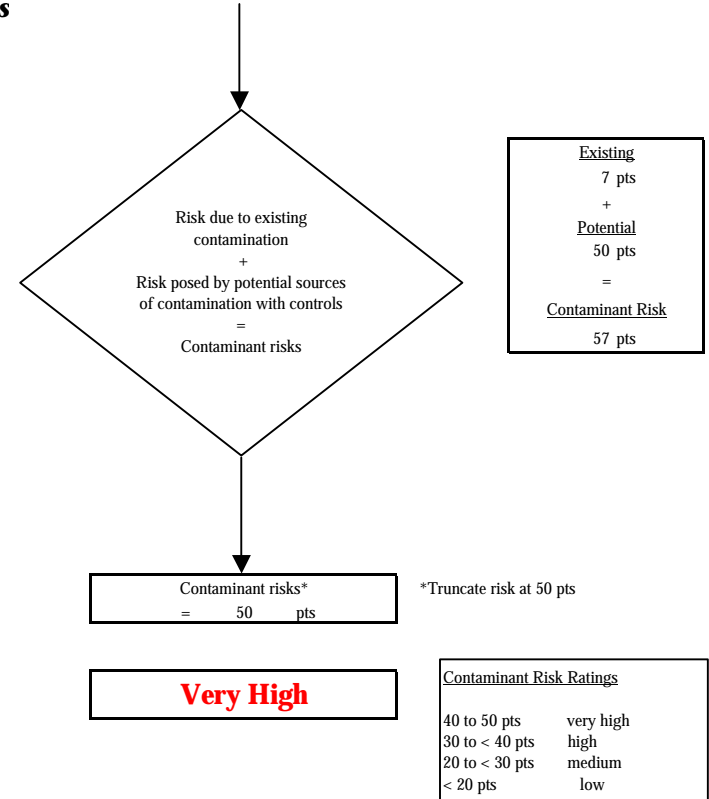 s
Risk due to existing
contamination
+
Risk posed by potential sources
of contamination with controls
=
Contaminant risks
Existing
7 pts
+
Potential
50 pts
=
Contaminant Risk
57 pts
Contaminant risks*
= 50 pts
*Truncate risk at 50 pts
Very High
Contaminant Risk Ratings
40 to 50 pts very high
30 to < 40 pts high
20 to < 30 pts medium
< 20 pts low